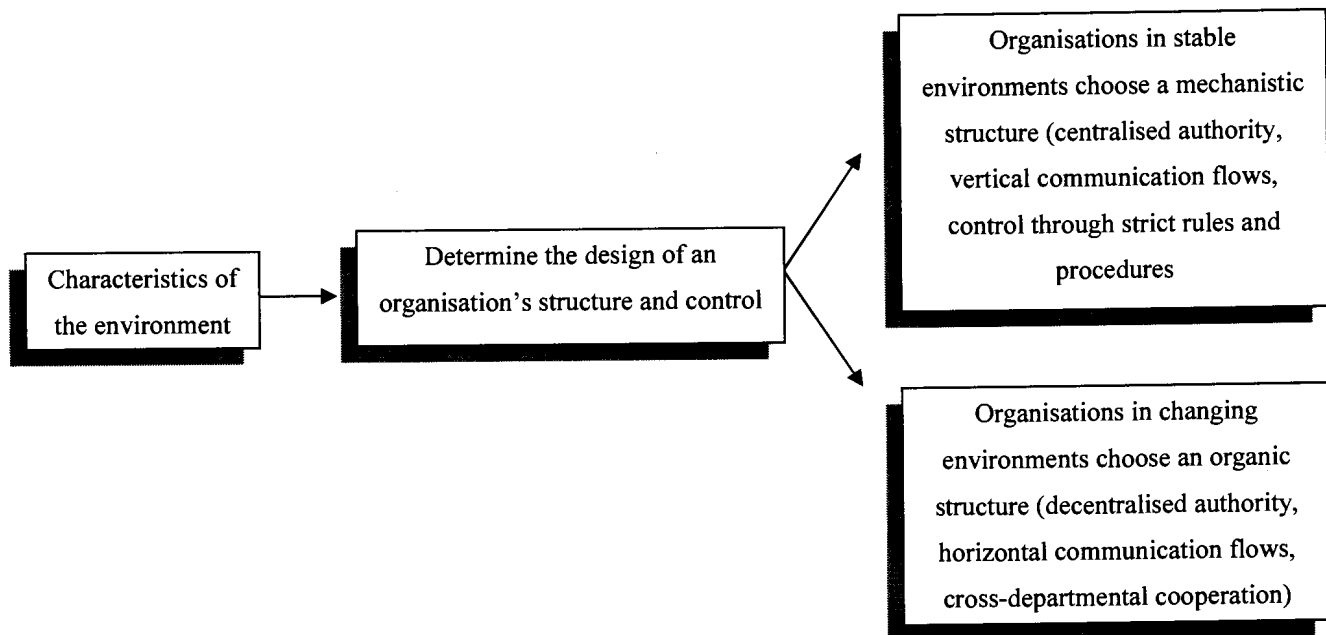 Characteristics of
the environment
Determine the design of an
organisation's structure and control
Organisations in stable
environments choose a mechanistic
structure (centralised authority,
vertical communication flows,
control through strict rules and
procedures
Organisations in changing
environments choose an organic
structure (decentralised authority,
horizontal communication flows,
cross-departmental cooperation)